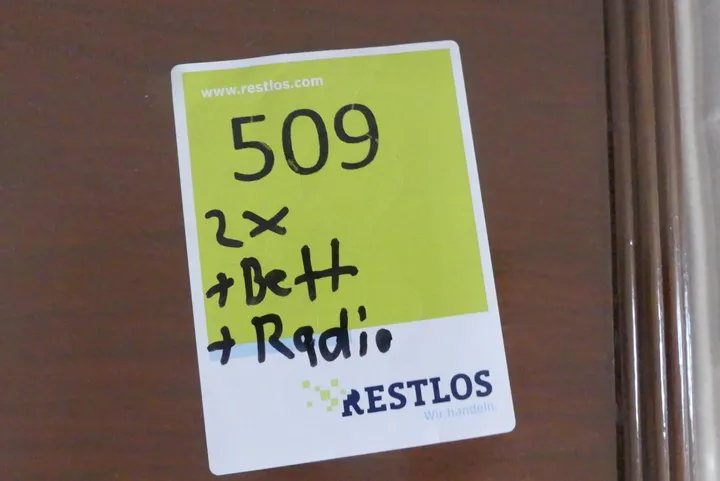 www.restlos.com
509
2x
+Bett
+Radio
RESTLOS
Wir handeln